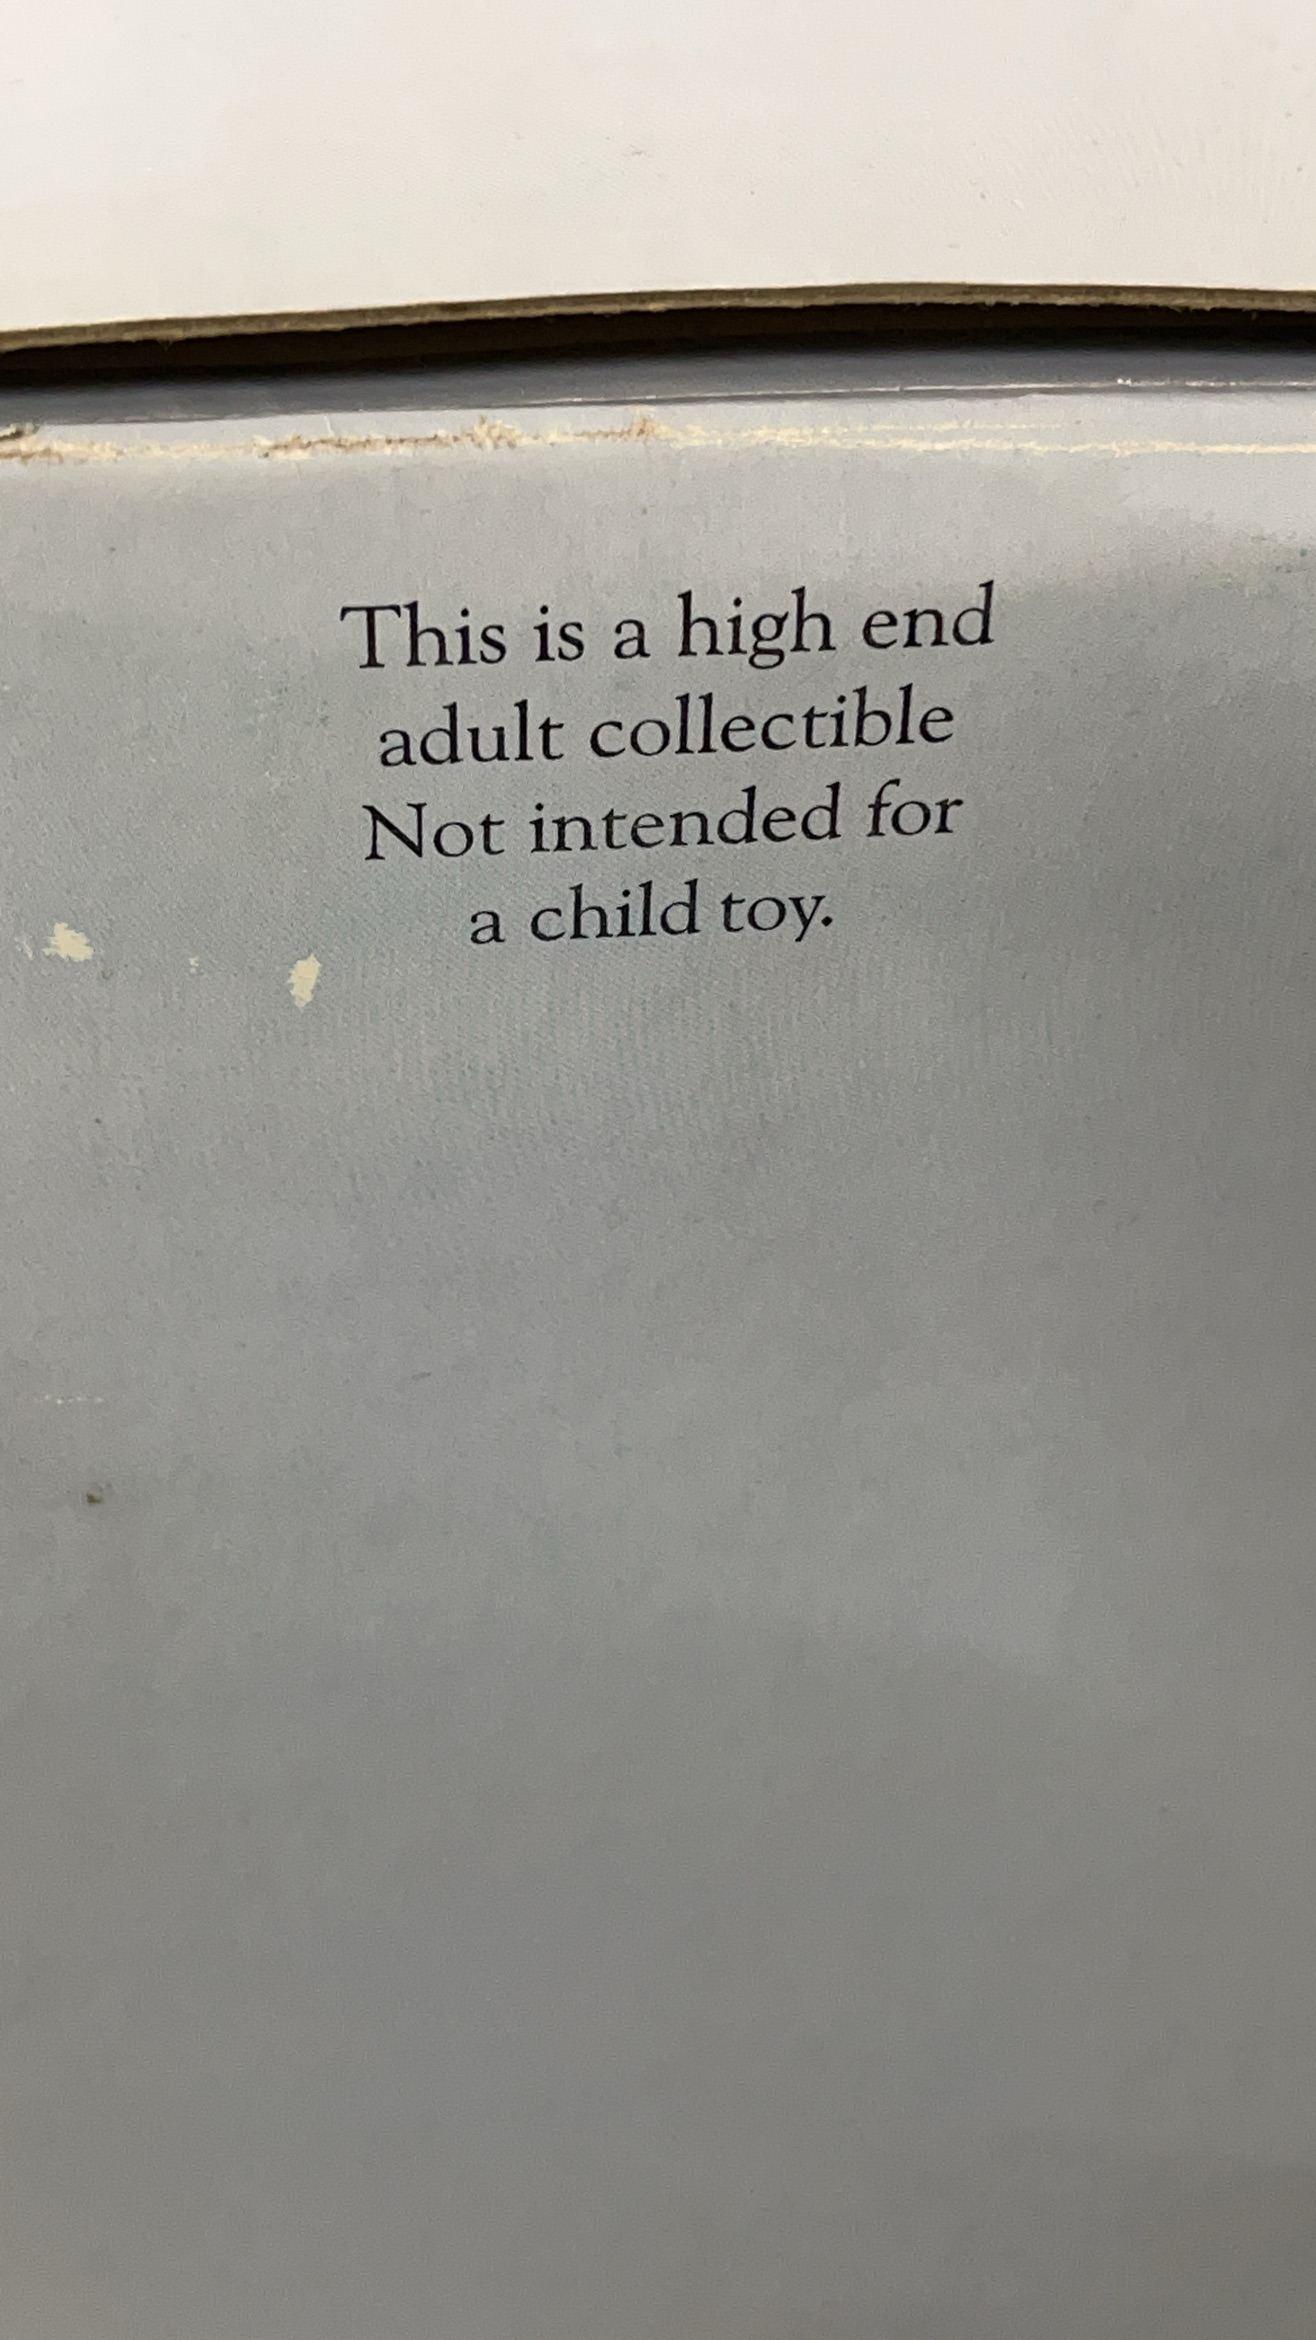 This is a high end
adult collectible
Not intended for
a child toy.